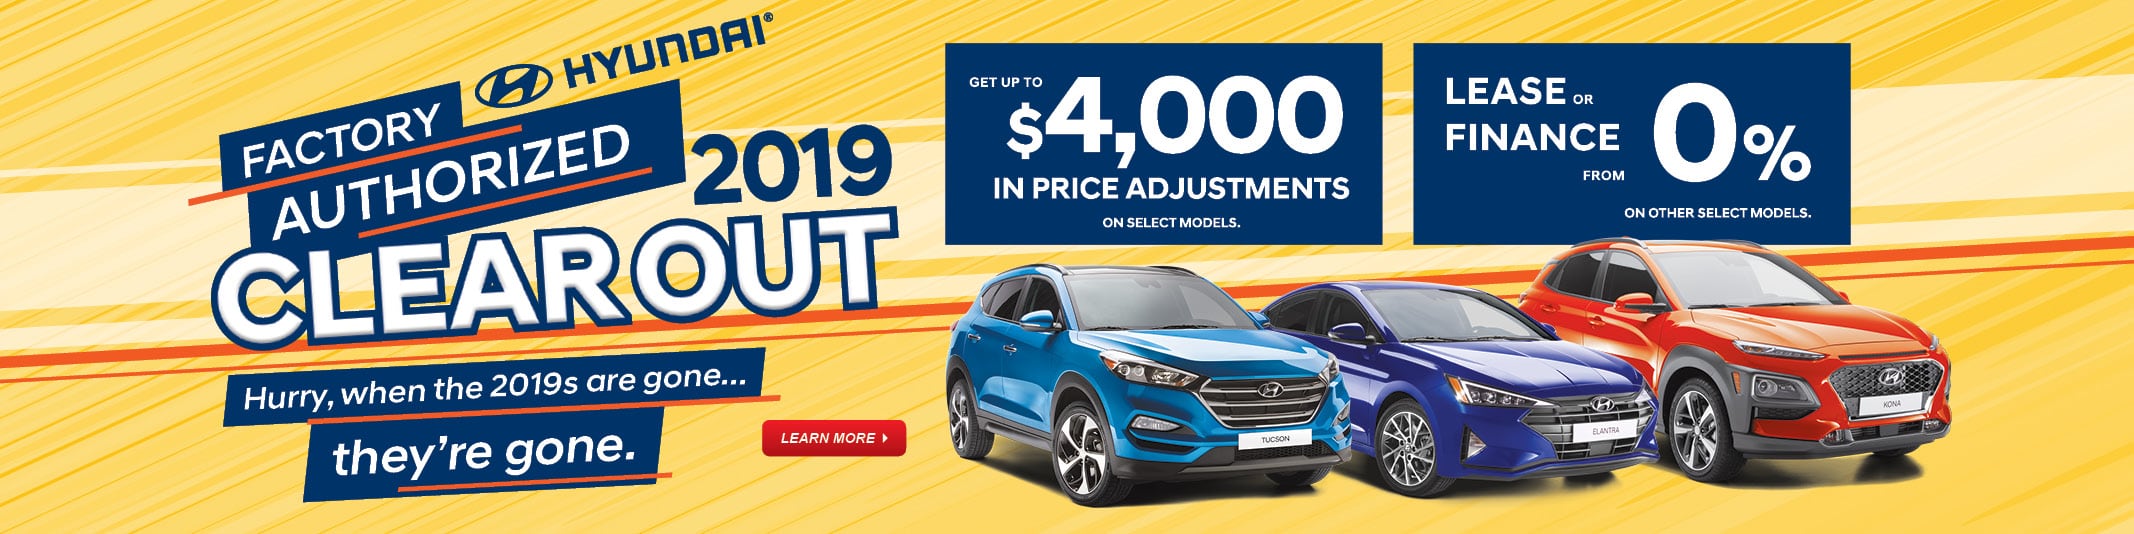 HYUNDAI®
FACTORY
AUTHORIZED
2019
CLEAR OUT
Hurry, when the 2019s are gone...
they're gone.
LEARN MORE
GET UP TO
$4,000
IN PRICE ADJUSTMENTS
ON SELECT MODELS.
LEASE OR
FINANCE
FROM
0%
ON OTHER SELECT MODELS.
TUCSON
ELANTRA
KONA